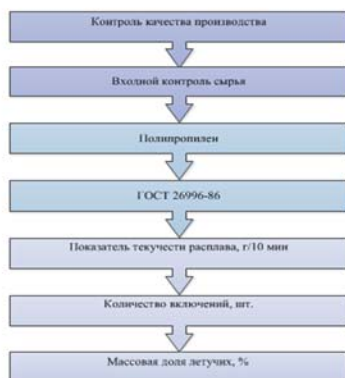 Контроль качества производства
Входной контроль сырья
Полипропилен
ГОСТ 26996-86
Показатель текучести расплава, г/10 мин
Количество включений, шт.
Массовая доля летучих, %